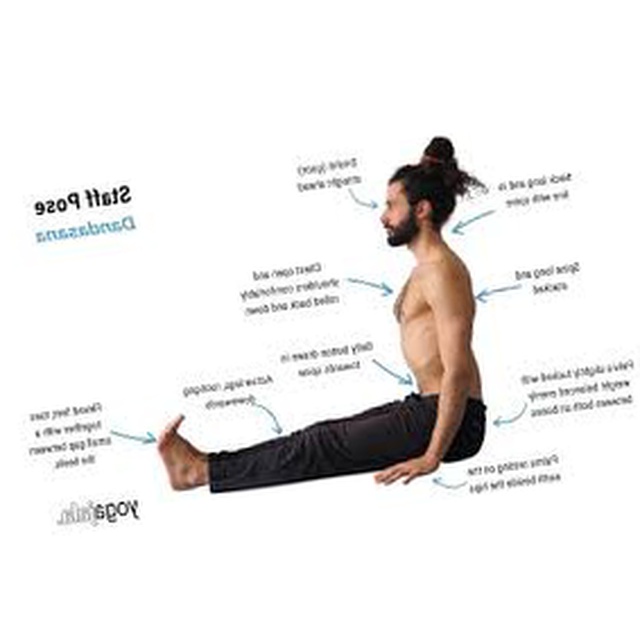 Staff Pose
Dandasana
(gaze)
straight ahead
Neck long and in
line with spine
Chest open and
shoulders comfortably
rolled back and down
Spine long and
stacked
Belly button drawn in
towards spine
Active legs,
Pelvis slightly tucked with
weight balanced evenly
between both sit bones
Flexed feet, toes
together with a
small gap between
the heels
Palms resting on the
earth beside the hips
yogajala.